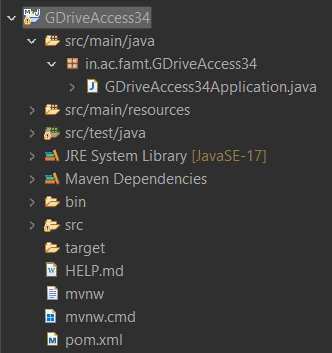 GDriveAccess34
src/main/java
in.ac.famt.GDriveAccess34
GDriveAccess34Application.java
src/main/resources
src/test/java
JRE System Library [JavaSE-17]
Maven Dependencies
bin
src
target
HELP.md
mvnw
mvnw.cmd
pom.xml